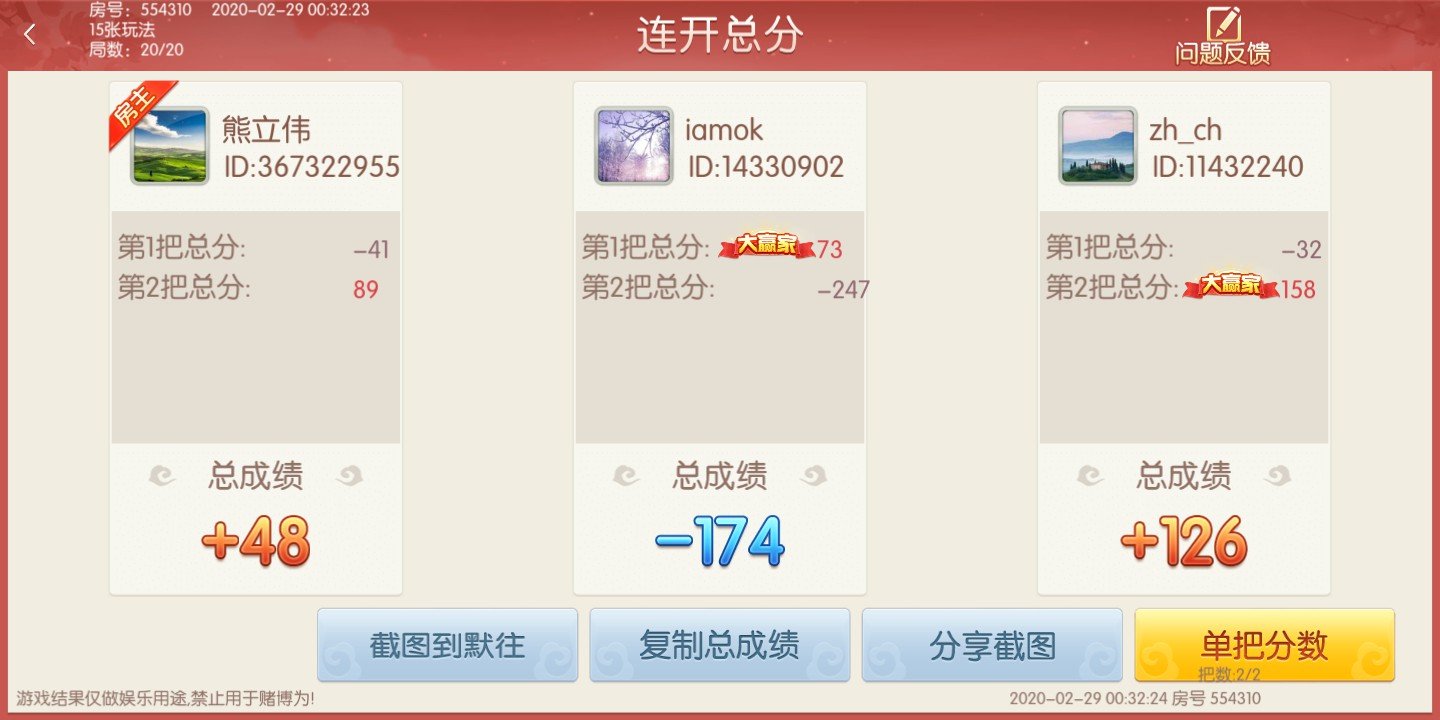 房号：554310 2020-02-29 00:32:23
15张玩法
局数：20/20
连开总分
问题反馈
房主
熊立伟
ID:367322955
第1把总分: -41
第2把总分: 89
总成绩
+48
iamok
ID:14330902
第1把总分: 大赢家 73
第2把总分: -247
总成绩
-174
zh_ch
ID:11432240
第1把总分: -32
第2把总分: 大赢家 158
总成绩
+126
截图到默往
复制总成绩
分享截图
单把分数
把数:2/2
游戏结果仅做娱乐用途,禁止用于赌博为!
2020-02-29 00:32:24 房号 554310